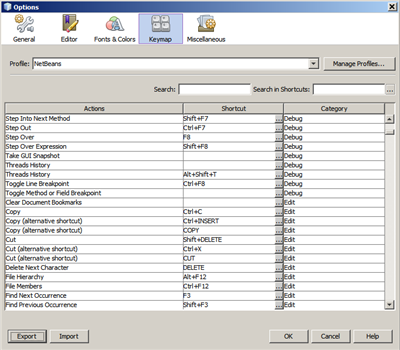 Options
General Editor Fonts & Colors Keymap Miscellaneous
Profile: NetBeans Manage Profiles...
Search: Search in Shortcuts: ...
Actions Shortcut Category
Step Into Next Method Shift+F7 ... Debug
Step Out Ctrl+F7 ... Debug
Step Over F8 ... Debug
Step Over Expression Shift+F8 ... Debug
Take GUI Snapshot ... Debug
Threads History ... Debug
Threads History Alt+Shift+T ... Debug
Toggle Line Breakpoint Ctrl+F8 ... Debug
Toggle Method or Field Breakpoint ... Debug
Clear Document Bookmarks ... Edit
Copy Ctrl+C ... Edit
Copy (alternative shortcut) Ctrl+INSERT ... Edit
Copy (alternative shortcut) COPY ... Edit
Cut Shift+DELETE ... Edit
Cut (alternative shortcut) Ctrl+X ... Edit
Cut (alternative shortcut) CUT ... Edit
Delete Next Character DELETE ... Edit
File Hierarchy Alt+F12 ... Edit
File Members Ctrl+F12 ... Edit
Find Next Occurrence F3 ... Edit
Find Previous Occurrence Shift+F3 ... Edit
Export Import OK Cancel Help